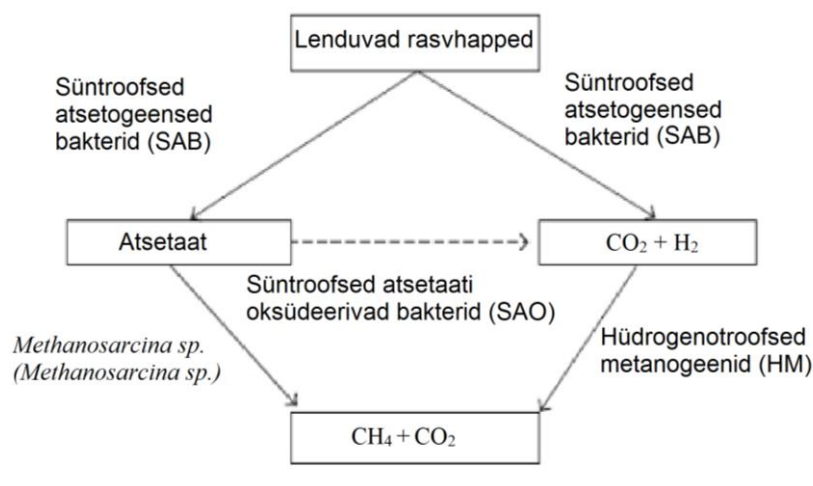 Lenduvad rasvhapped
Süntroofsed
atsetogeensed
bakterid (SAB)
Süntroofsed
atsetogeensed
bakterid (SAB)
Atsetaat
CO₂ + H₂
Süntroofsed atsetaati
oksüdeerivad bakterid (SAO)
Methanosarcina sp.
(Methanosarcina sp.)
Hüdrogenotroofsed
metanogeenid (HM)
CH₄ + CO₂